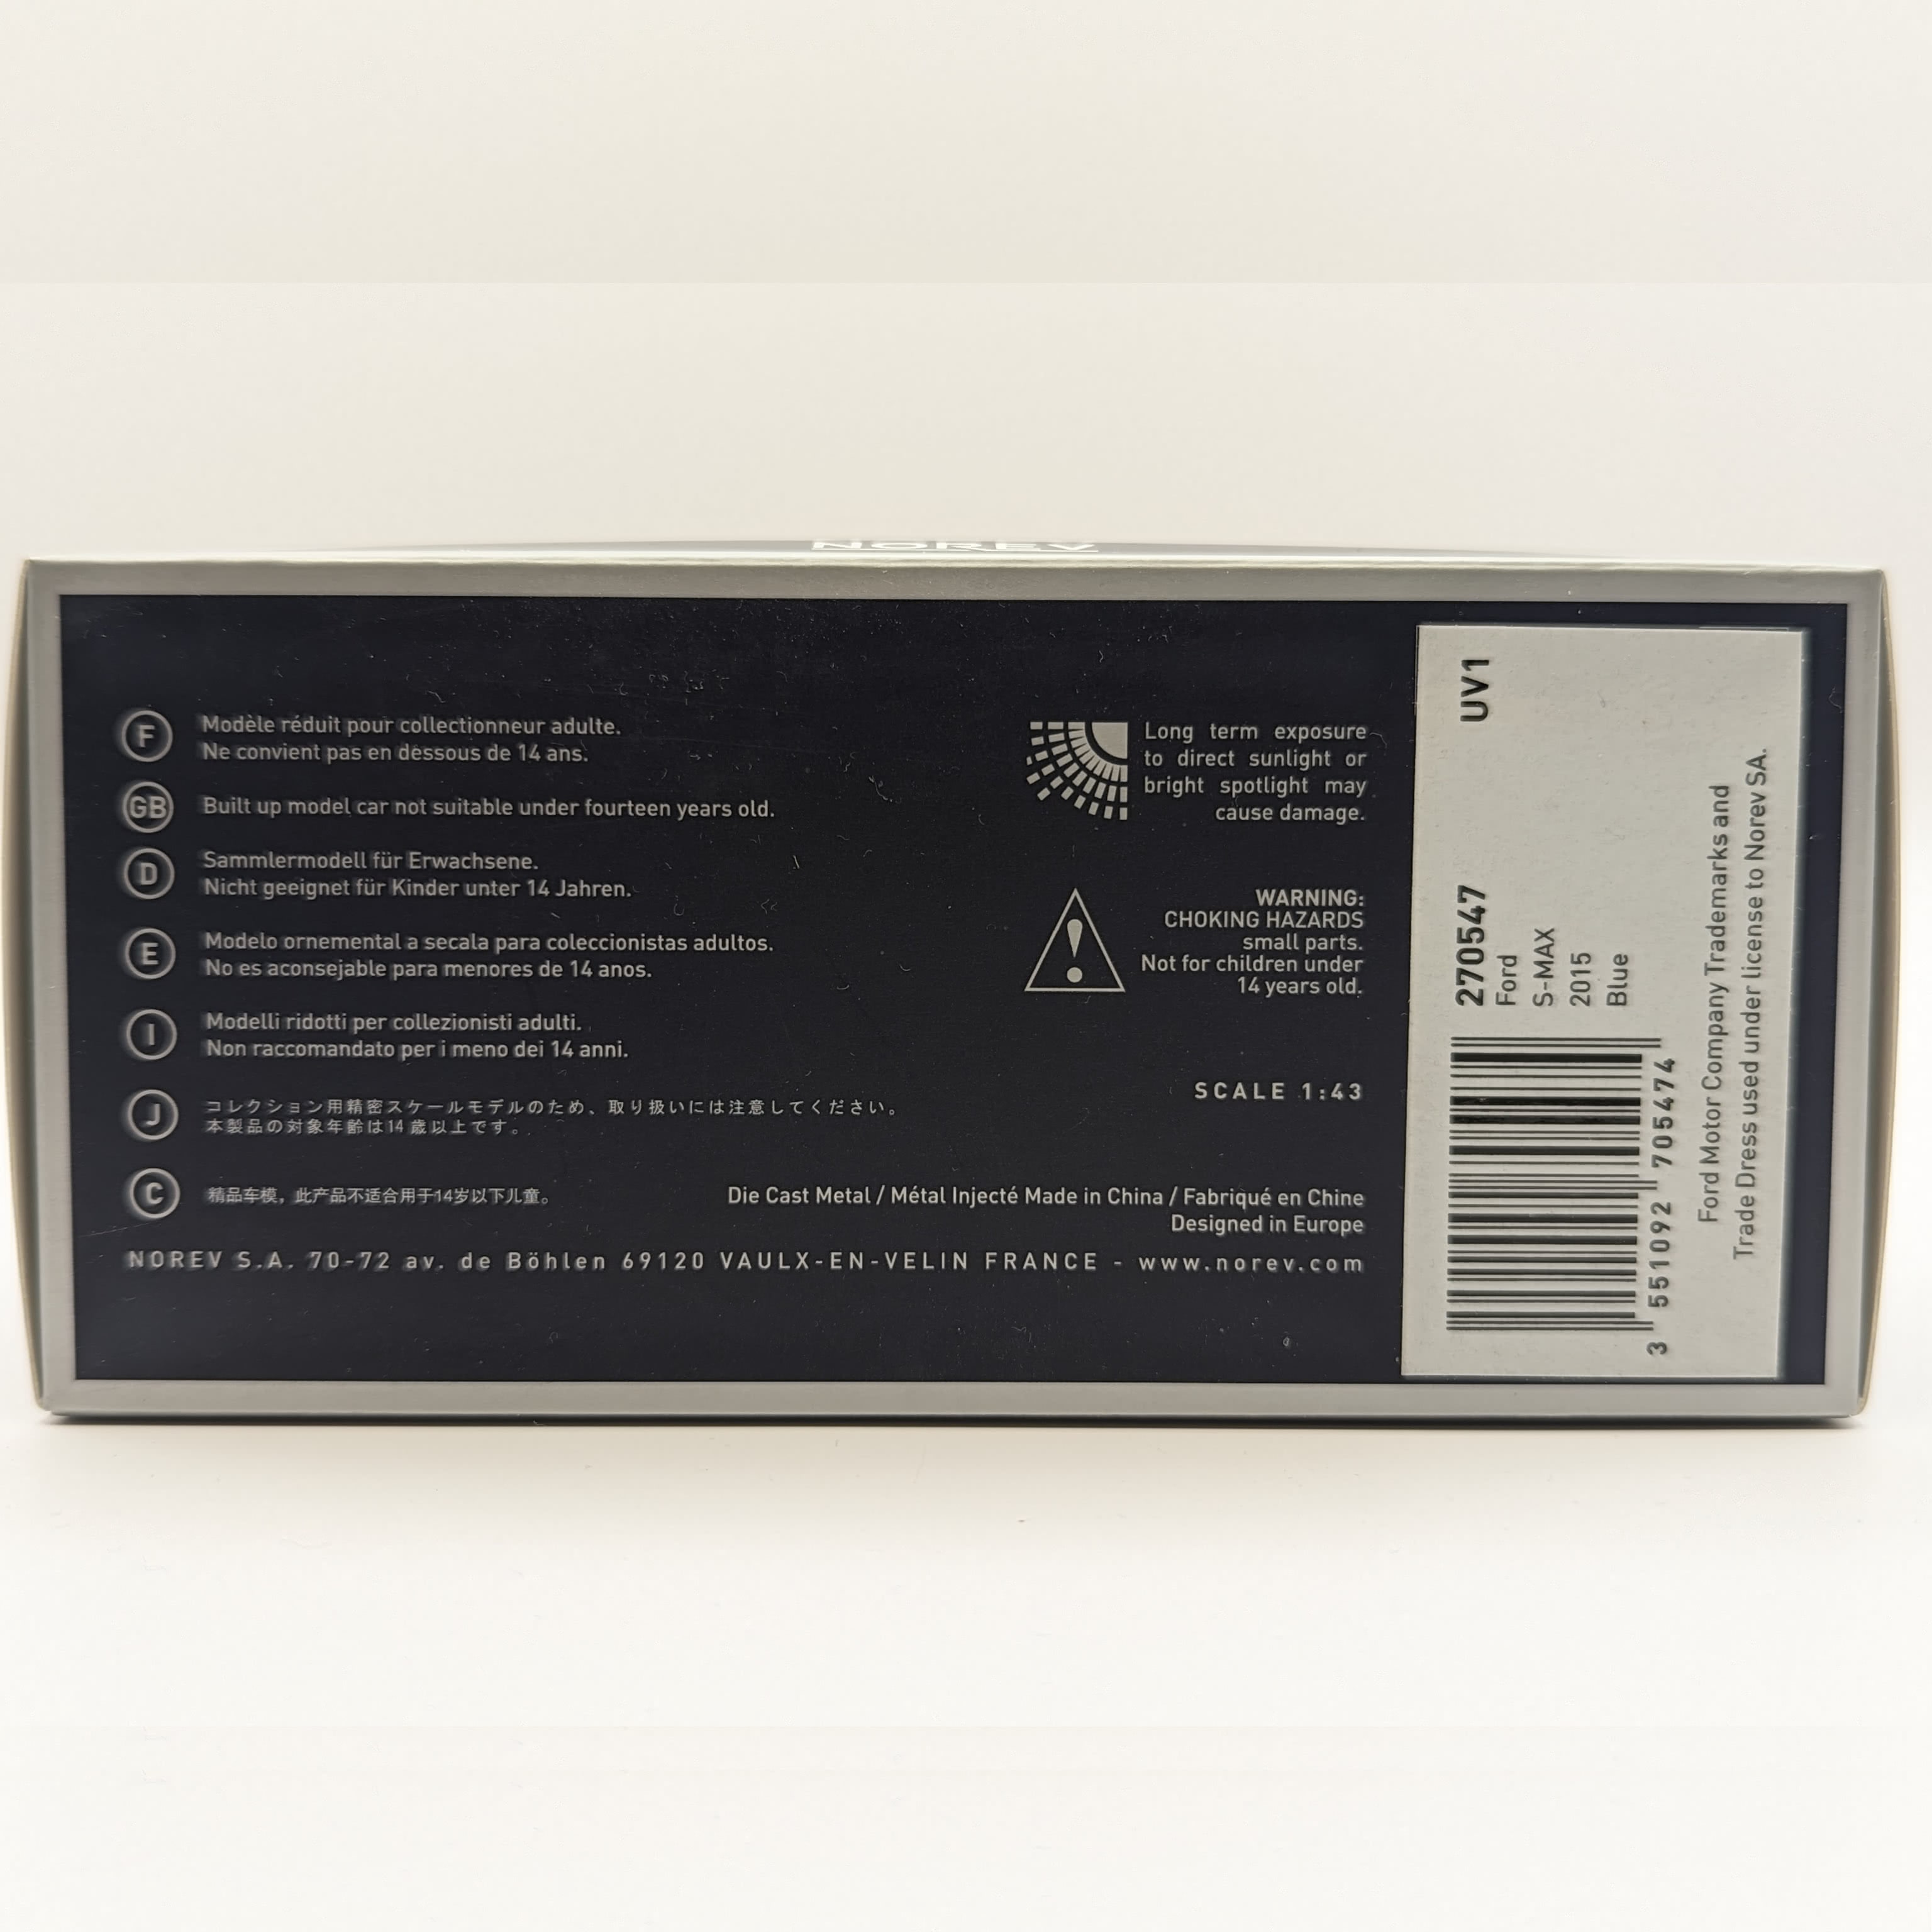 NOREV
F
Modèle réduit pour collectionneur adulte.
Ne convient pas en dessous de 14 ans.
GB
Built up model car not suitable under fourteen years old.
D
Sammlermodell für Erwachsene.
Nicht geeignet für Kinder unter 14 Jahren.
E
Modelo ornemental a secala para coleccionistas adultos.
No es aconsejable para menores de 14 anos.
I
Modelli ridotti per collezionisti adulti.
Non raccomandato per i meno dei 14 anni.
J
コレクション用精密スケールモデルのため、取り扱いには注意してください。
本製品の対象年齢は14歳以上です。
C
精品车模，此产品不适合用于14岁以下儿童。
Long term exposure
to direct sunlight or
bright spotlight may
cause damage.
WARNING:
CHOKING HAZARDS
small parts.
Not for children under
14 years old.
SCALE 1:43
Die Cast Metal / Métal Injecté Made in China / Fabriqué en Chine
Designed in Europe
NOREV S.A. 70-72 av. de Böhlen 69120 VAULX-EN-VELIN FRANCE - www.norev.com
UV1
270547
Ford
S-MAX
2015
Blue
3 551092 705474
Ford Motor Company Trademarks and
Trade Dress used under license to Norev SA.